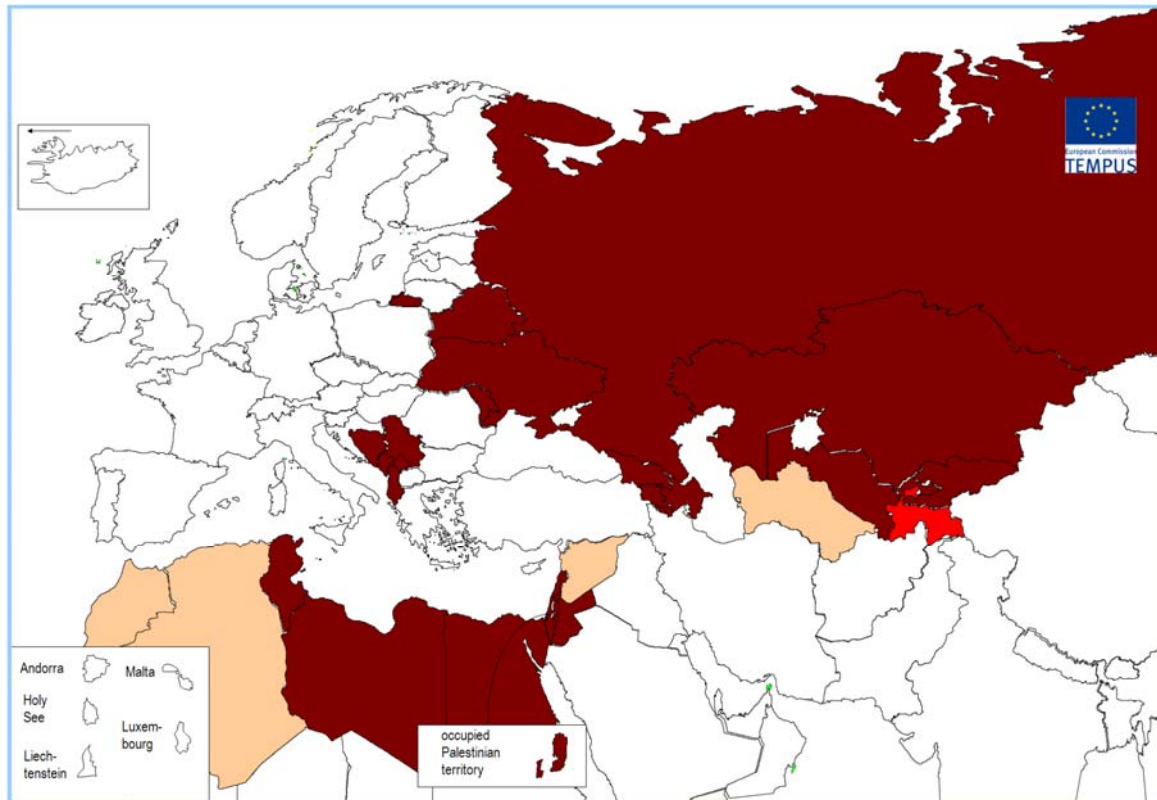 European Commission
TEMPUS
Andorra
Malta
Holy
See
Luxem-
bourg
Liech-
tenstein
occupied
Palestinian
territory